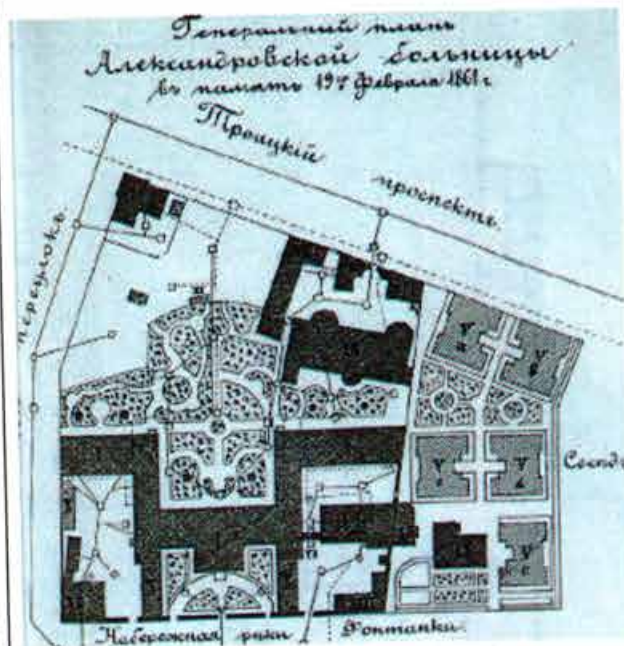 Генеральный планъ
Александровской больницы
въ память 19го Февраля 1861 г
Троицкій проспектъ.
переулокъ.
V
V
V
V
V
Набережная рѣки Фонтанки.